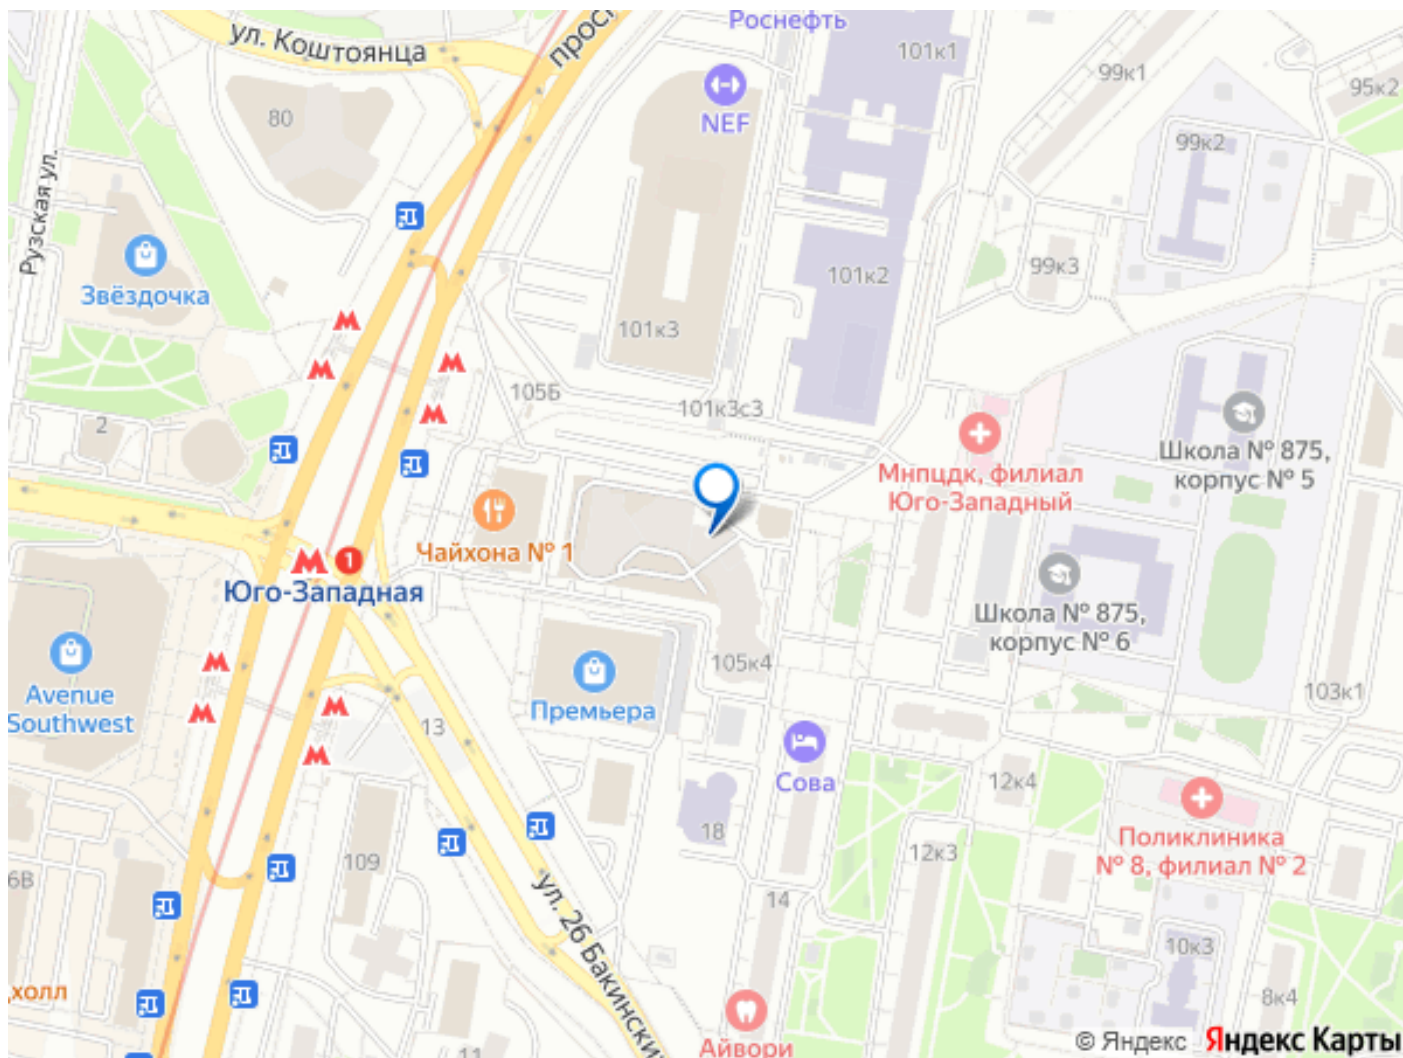 Роснефть
ул. Коштоянца
101к1
99к1
95к2
NEF
80
99к2
Рузская ул.
Звёздочка
99к3
101к2
101к3
105Б
101к3с3
2
Школа № 875,
корпус № 5
Мнпцдк, филиал
Юго-Западный
Чайхона № 1
1
Юго-Западная
Школа № 875,
корпус № 6
105к4
103к1
Avenue
Southwest
Премьера
13
Сова
12к4
18
Поликлиника
№ 8, филиал № 2
12к3
109
6В
14
ул. 26 Бакинских
10к3
холл
8к4
11
Айвори
© Яндекс Яндекс Карты